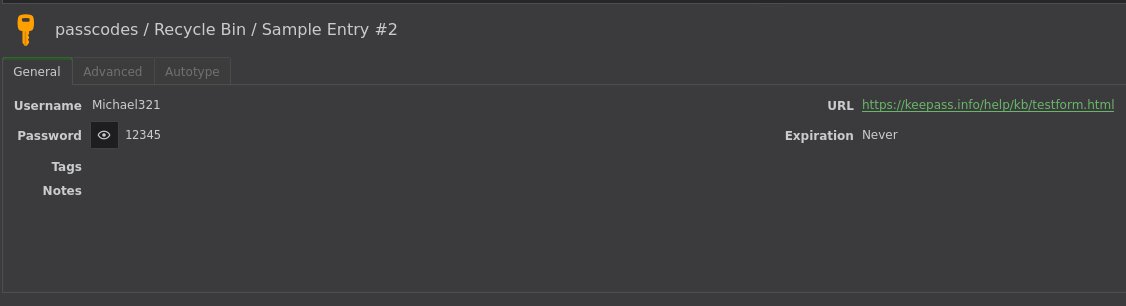 passcodes / Recycle Bin / Sample Entry #2
General Advanced Autotype
Username Michael321 URL https://keepass.info/help/kb/testform.html
Password 12345 Expiration Never
Tags
Notes